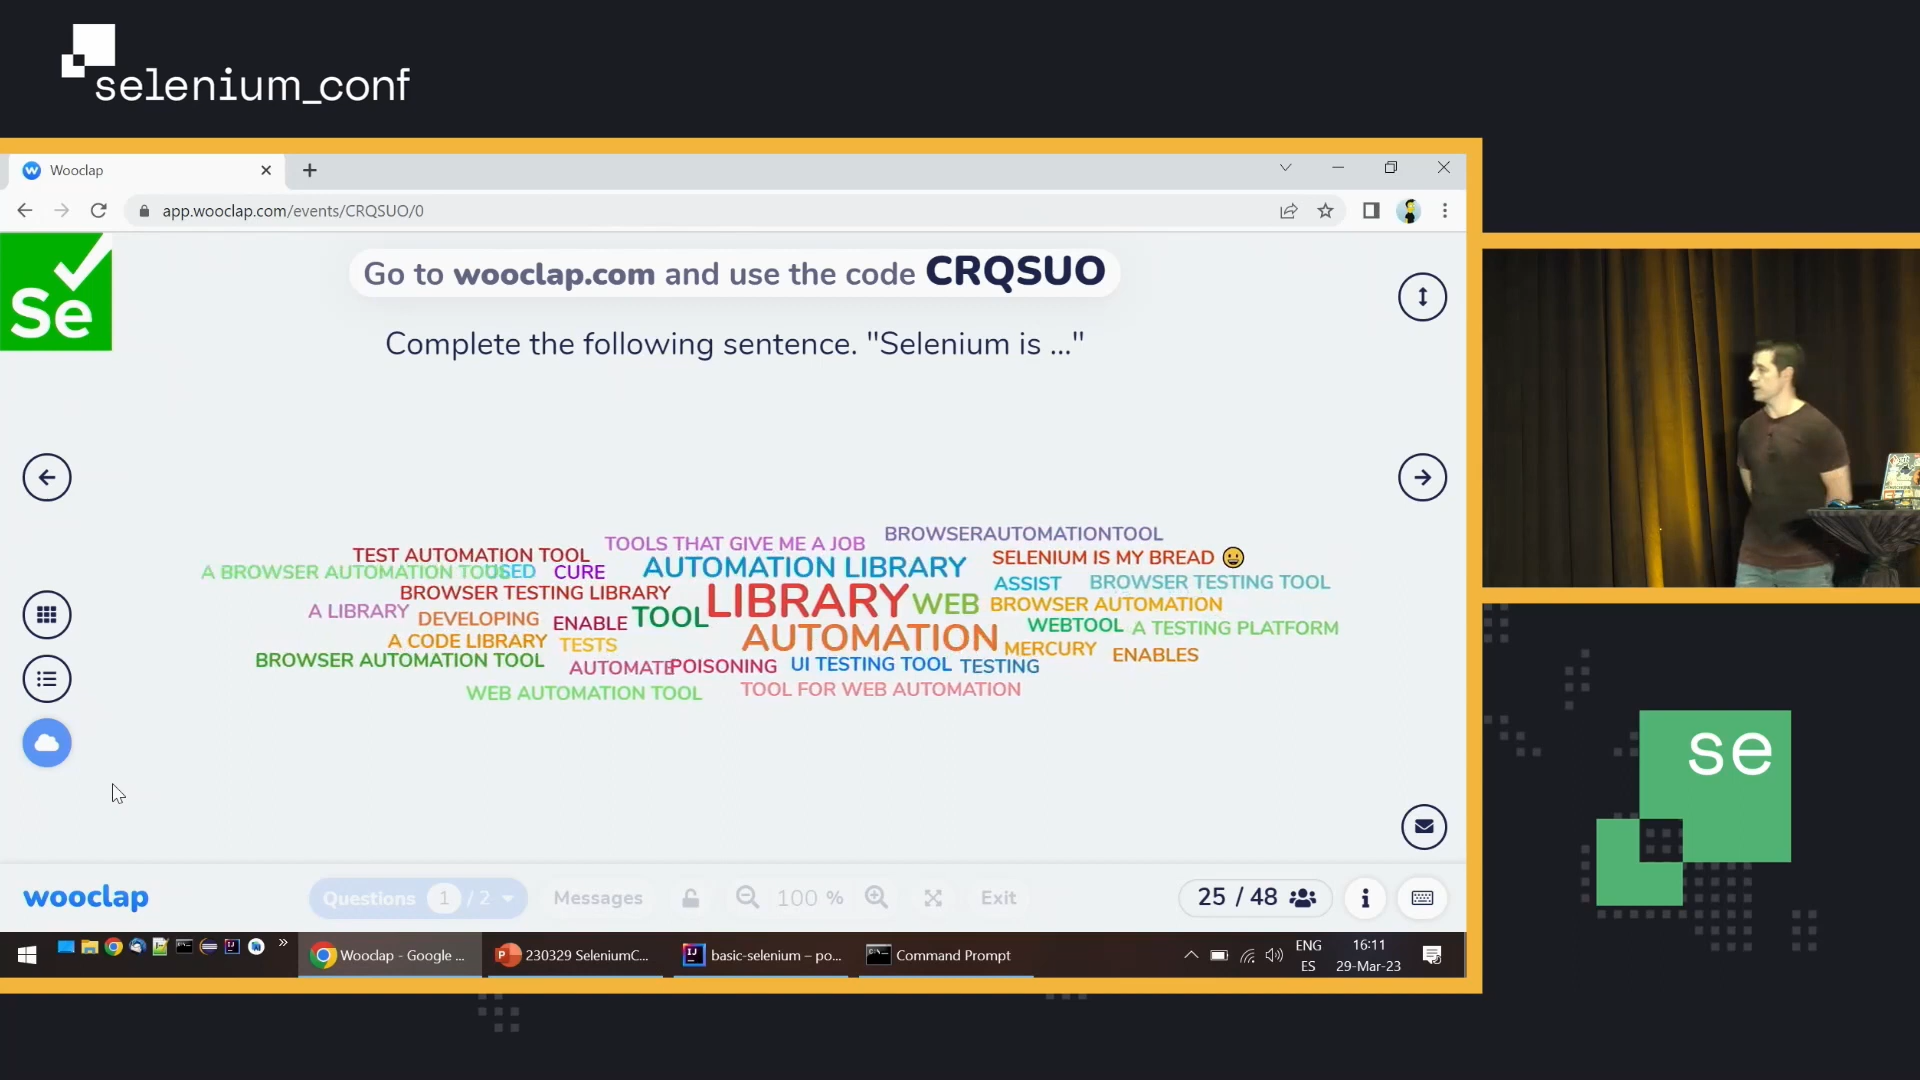 selenium_conf
Wooclap
app.wooclap.com/events/CRQSUO/0
Se
Go to wooclap.com and use the code CRQSUO
Complete the following sentence. "Selenium is ..."
BROWSERAUTOMATIONTOOL
TOOLS THAT GIVE ME A JOB
TEST AUTOMATION TOOL
SELENIUM IS MY BREAD 😀
AUTOMATION LIBRARY
A BROWSER AUTOMATION TOOL
USED
CURE
ASSIST
BROWSER TESTING TOOL
BROWSER TESTING LIBRARY
LIBRARY
WEB
BROWSER AUTOMATION
A LIBRARY
DEVELOPING
ENABLE
TOOL
WEBTOOL
A TESTING PLATFORM
A CODE LIBRARY
TESTS
AUTOMATION
MERCURY
ENABLES
BROWSER AUTOMATION TOOL
AUTOMATE
POISONING
UI TESTING TOOL
TESTING
WEB AUTOMATION TOOL
TOOL FOR WEB AUTOMATION
wooclap
Questions 1 / 2
Messages
100 %
Exit
25 / 48
Wooclap - Google ...
230329 SeleniumC...
basic-selenium – po...
Command Prompt
ENG
ES
16:11
29-Mar-23
se